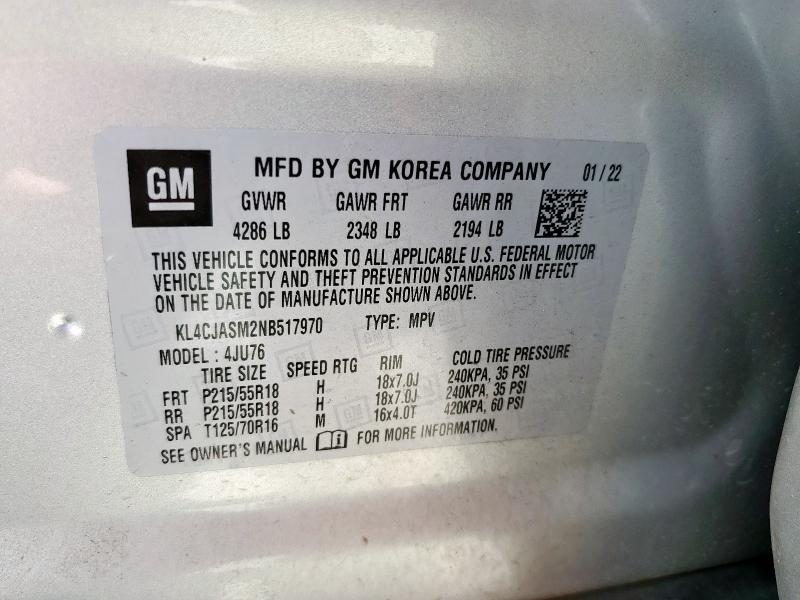 GM
MFD BY GM KOREA COMPANY 01 / 22
GVWR GAWR FRT GAWR RR
4286 LB 2348 LB 2194 LB
THIS VEHICLE CONFORMS TO ALL APPLICABLE U.S. FEDERAL MOTOR
VEHICLE SAFETY AND THEFT PREVENTION STANDARDS IN EFFECT
ON THE DATE OF MANUFACTURE SHOWN ABOVE.
KL4CJASM2NB517970 TYPE: MPV
MODEL : 4JU76
TIRE SIZE SPEED RTG RIM COLD TIRE PRESSURE
FRT P215/55R18 H 18x7.0J 240KPA, 35 PSI
RR P215/55R18 H 18x7.0J 240KPA, 35 PSI
SPA T125/70R16 M 16x4.0T 420KPA, 60 PSI
SEE OWNER'S MANUAL FOR MORE INFORMATION.